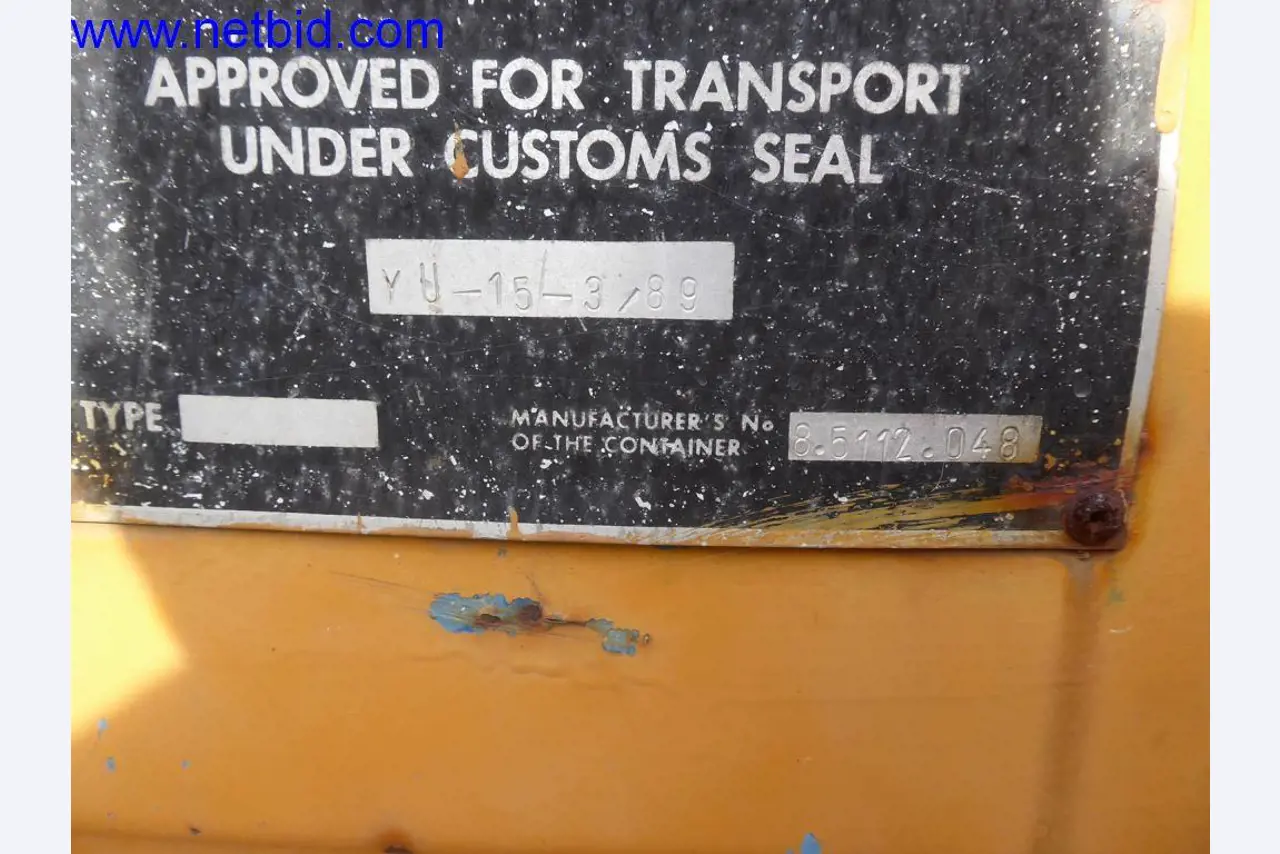 www.netbid.com
APPROVED FOR TRANSPORT
UNDER CUSTOMS SEAL
YU-15-3/89
TYPE
MANUFACTURER'S No
OF THE CONTAINER
8.5112.048